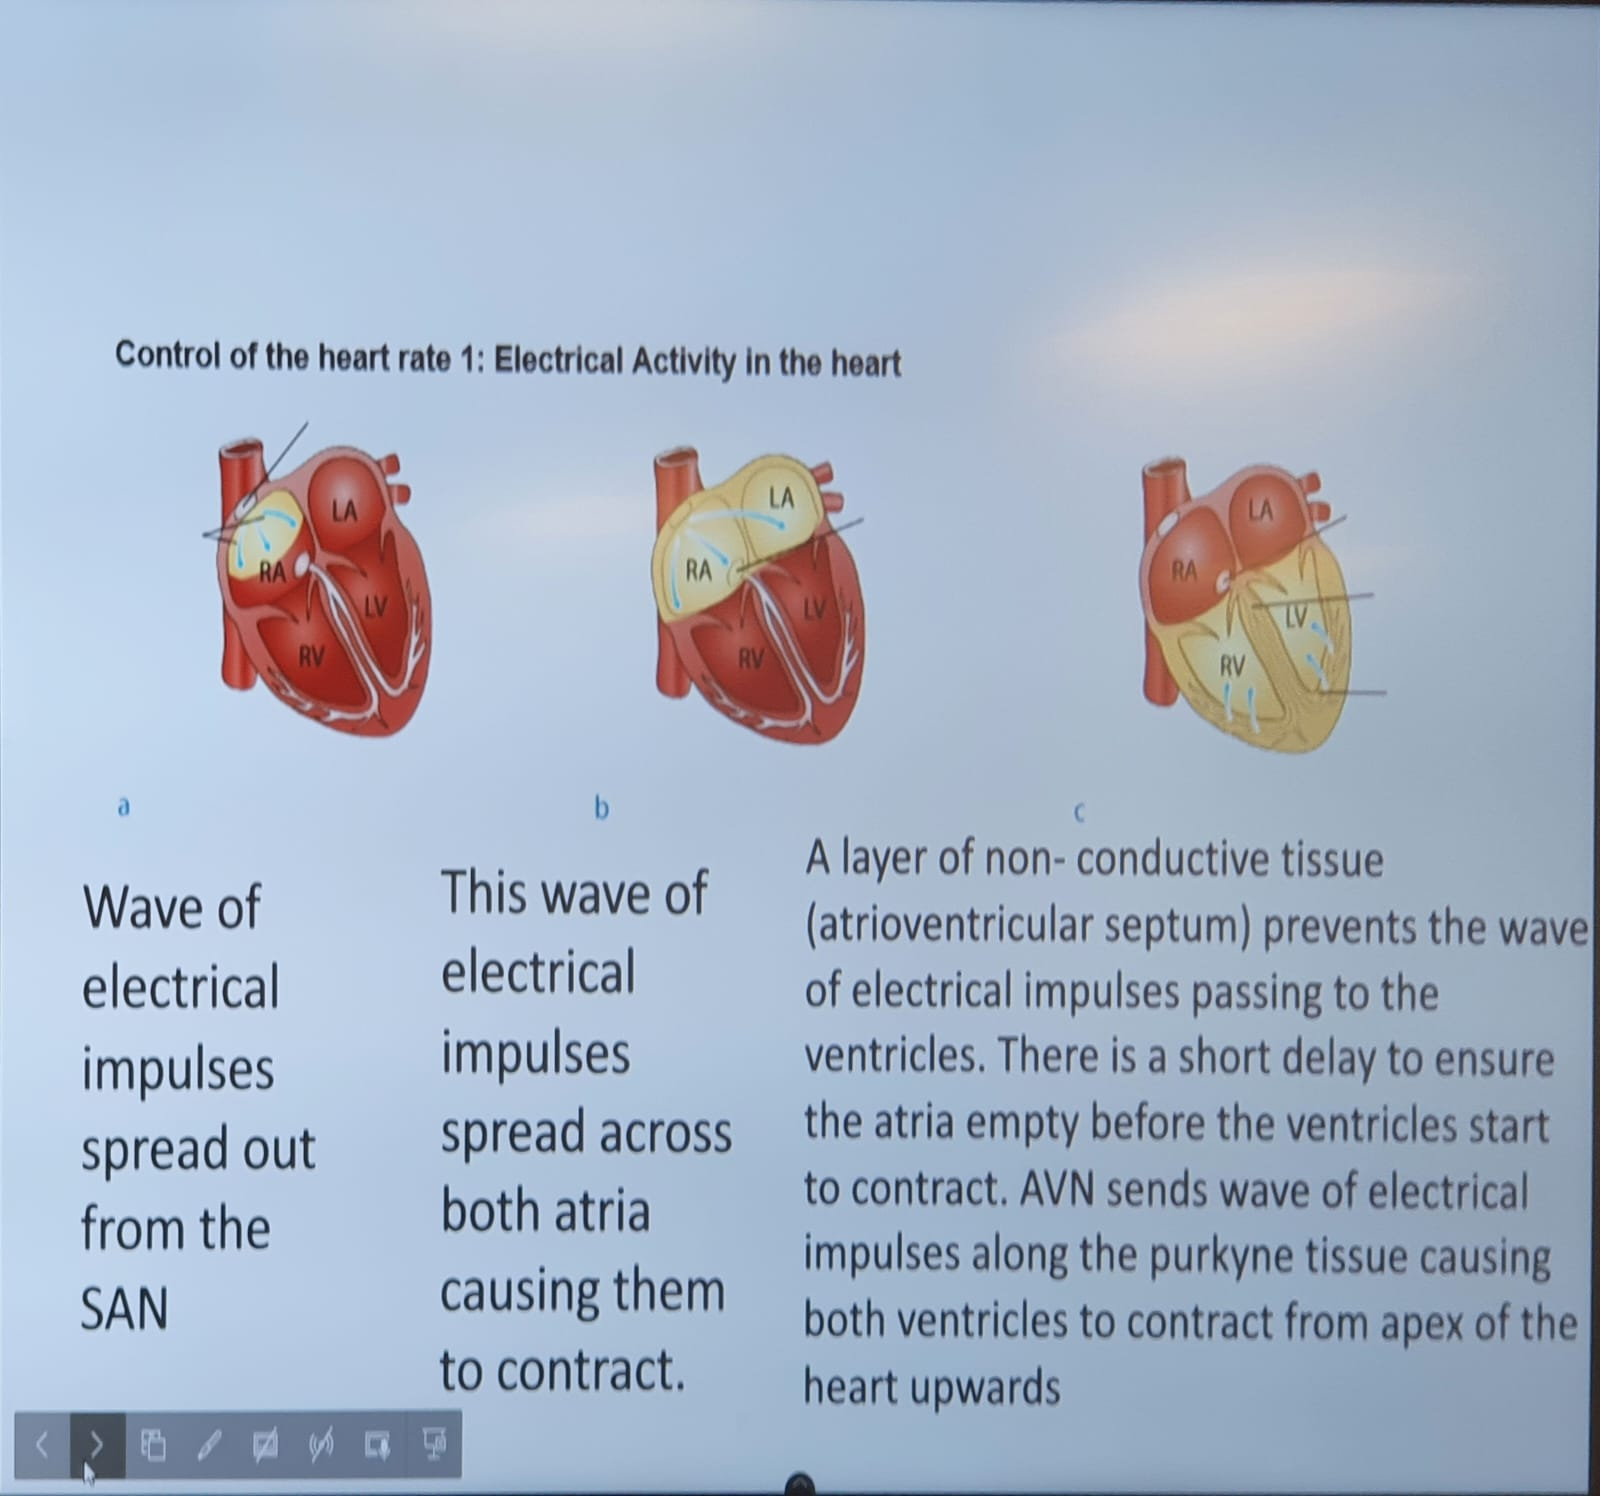 Control of the heart rate 1: Electrical Activity in the heart
LA
RA
LV
RV
LA
RA
LV
RV
LA
RA
LV
RV
a
b
c
Wave of
electrical
impulses
spread out
from the
SAN
This wave of
electrical
impulses
spread across
both atria
causing them
to contract.
A layer of non- conductive tissue
(atrioventricular septum) prevents the wave
of electrical impulses passing to the
ventricles. There is a short delay to ensure
the atria empty before the ventricles start
to contract. AVN sends wave of electrical
impulses along the purkyne tissue causing
both ventricles to contract from apex of the
heart upwards